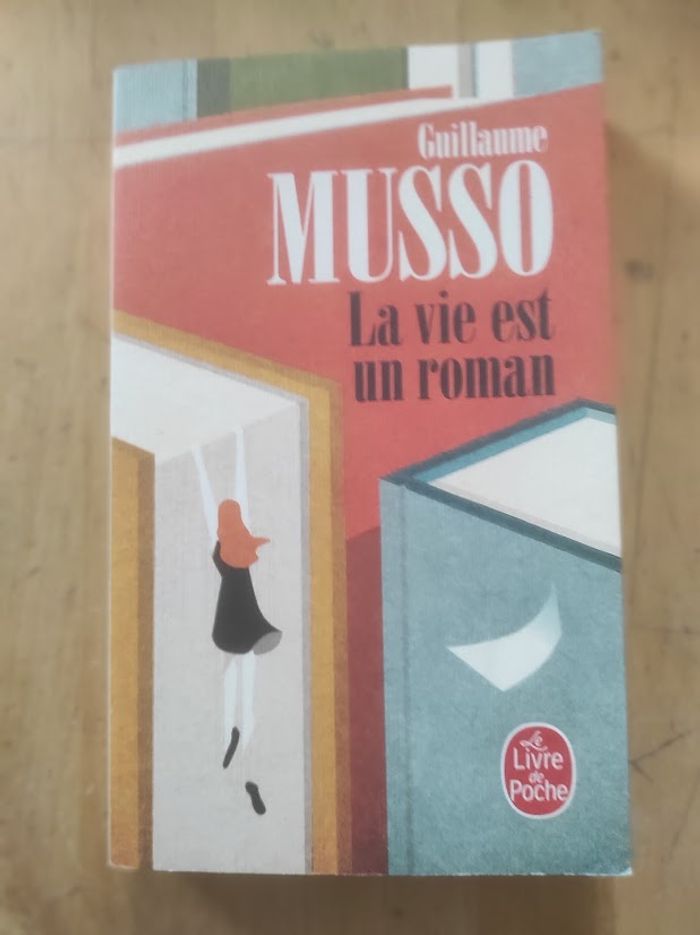 Guillaume
MUSSO
La vie est
un roman
Le
Livre
de
Poche